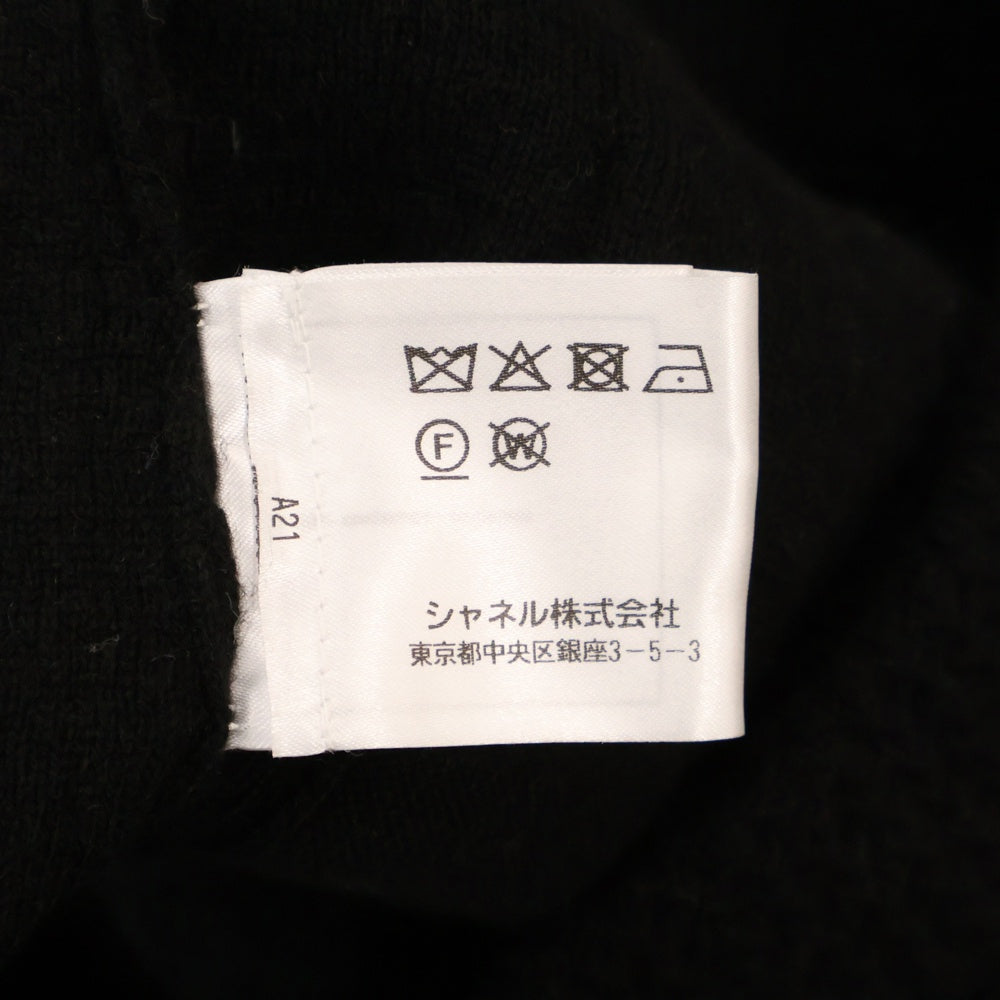 F W
A21
シャネル株式会社
東京都中央区銀座3-5-3